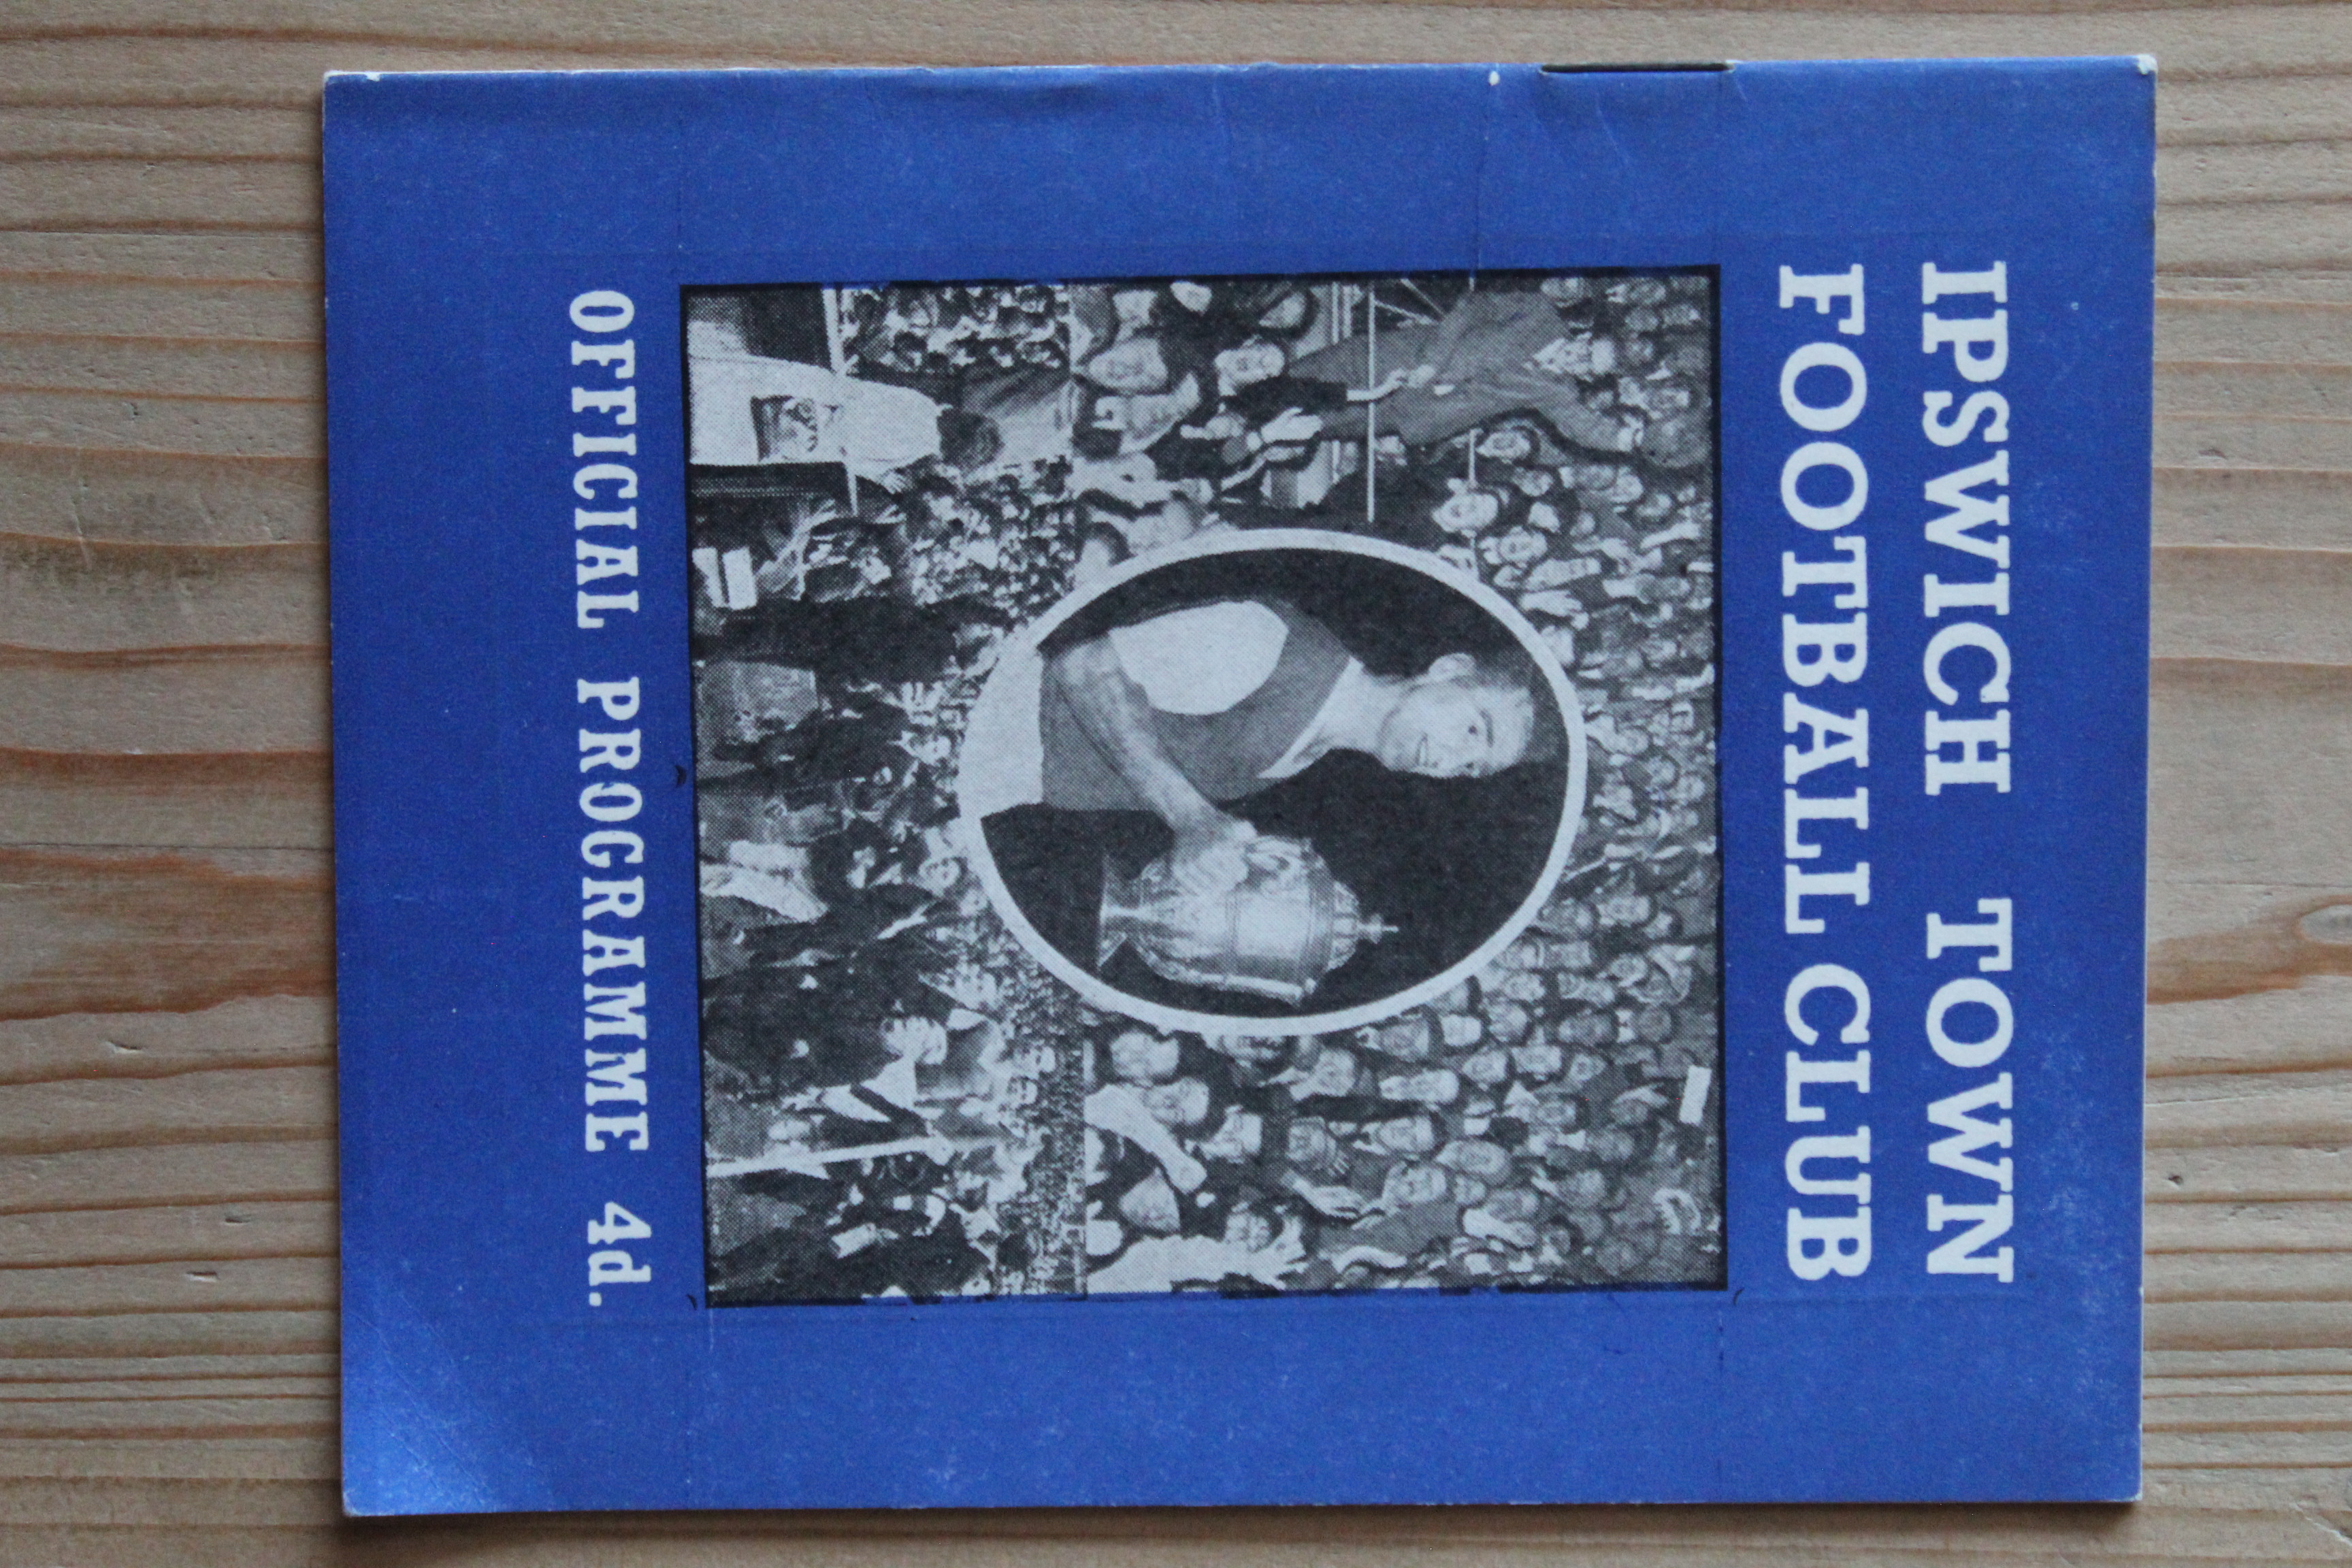 IPSWICH TOWN
FOOTBALL CLUB
OFFICIAL PROGRAMME 4d.